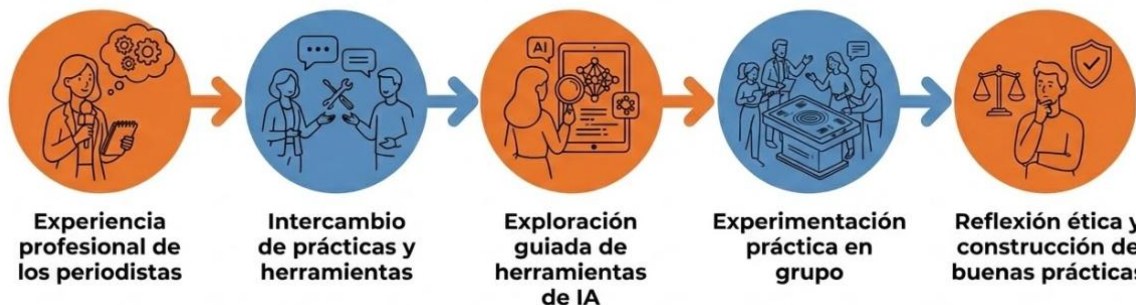 Experiencia
profesional de
los periodistas
Intercambio
de prácticas y
herramientas
AI
Exploración
guiada de
herramientas
de IA
Experimentación
práctica en
grupo
Reflexión ética y
construcción de
buenas prácticas